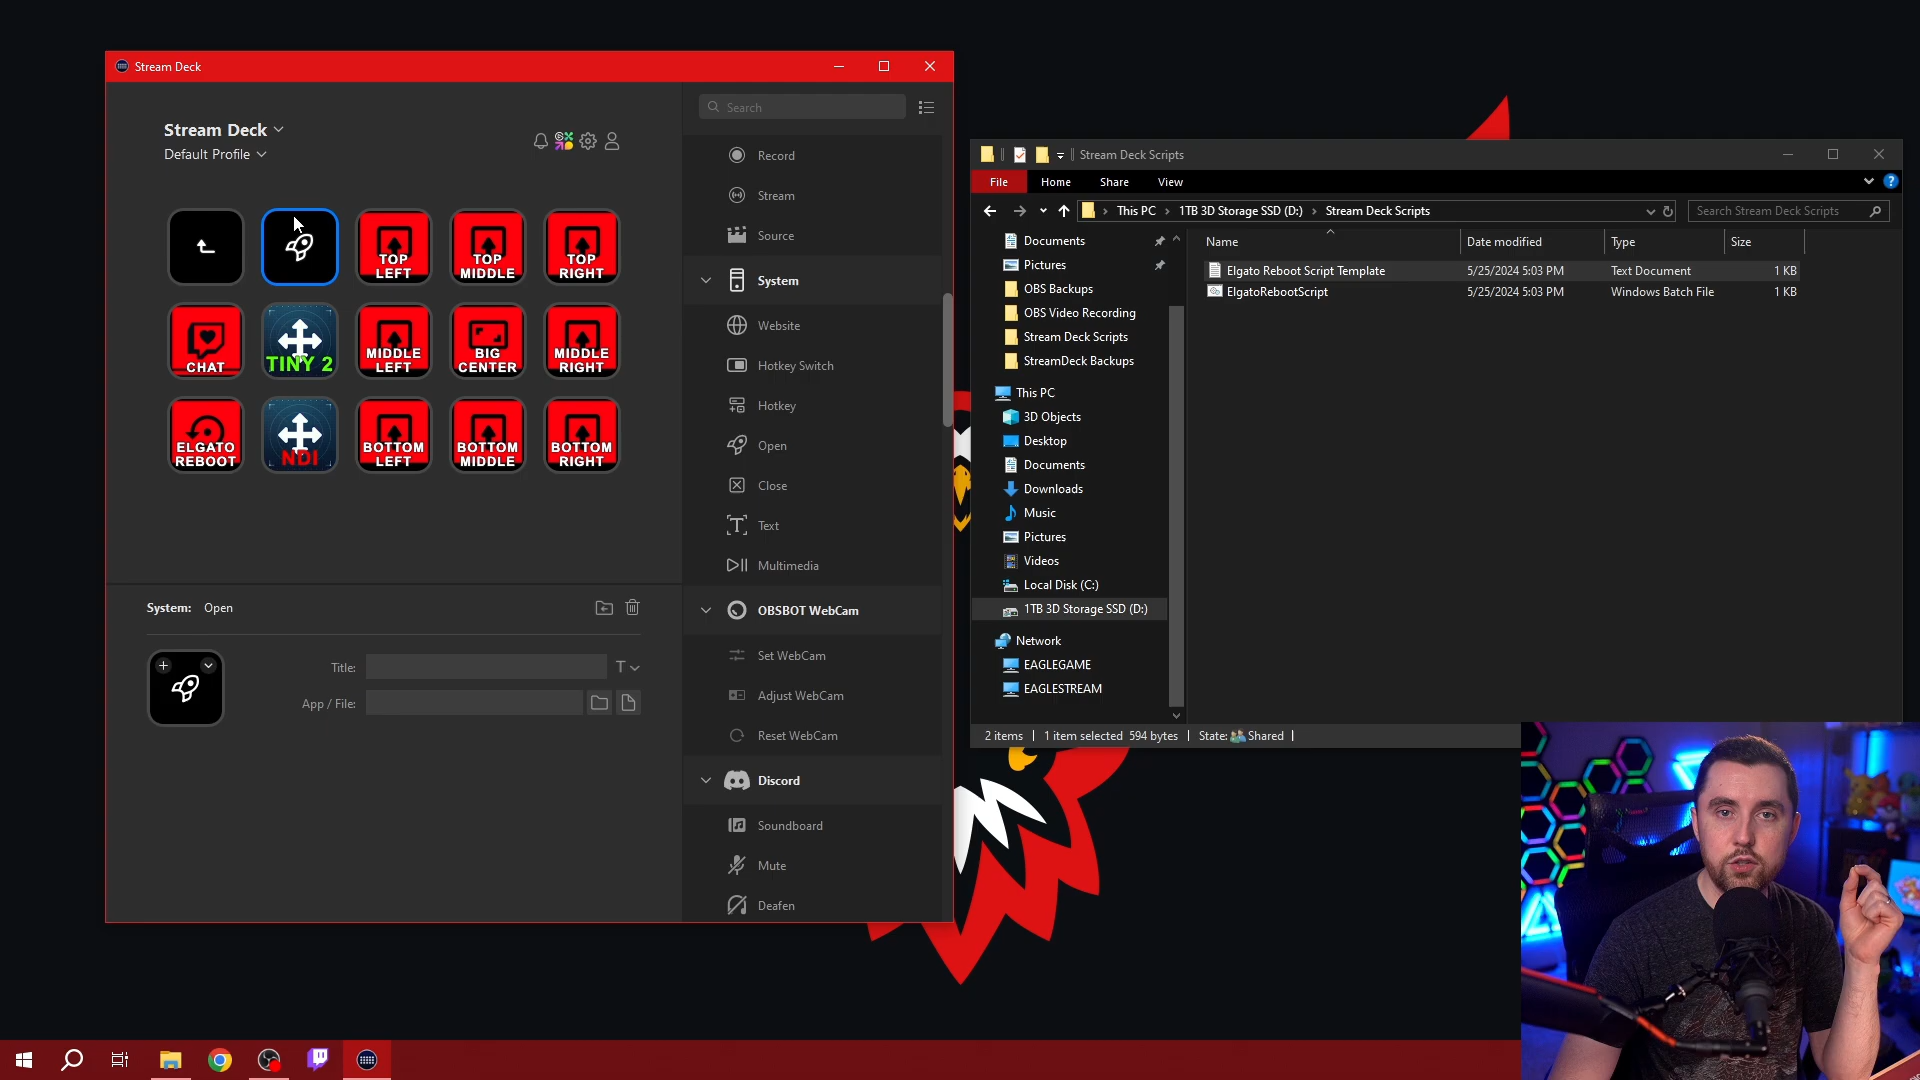 Stream Deck
Stream Deck
Default Profile
TOP LEFT
TOP MIDDLE
TOP RIGHT
CHAT
TINY 2
MIDDLE LEFT
BIG CENTER
MIDDLE RIGHT
ELGATO REBOOT
NDI
BOTTOM LEFT
BOTTOM MIDDLE
BOTTOM RIGHT
System: Open
Title:
T
App / File:
Search
Record
Stream
Source
System
Website
Hotkey Switch
Hotkey
Open
Close
Text
Multimedia
OBSBOT WebCam
Set WebCam
Adjust WebCam
Reset WebCam
Discord
Soundboard
Mute
Deafen
Stream Deck Scripts
File Home Share View
This PC 1TB 3D Storage SSD (D:) Stream Deck Scripts
Search Stream Deck Scripts
Documents
Pictures
OBS Backups
OBS Video Recording
Stream Deck Scripts
StreamDeck Backups
This PC
3D Objects
Desktop
Documents
Downloads
Music
Pictures
Videos
Local Disk (C:)
1TB 3D Storage SSD (D:)
Network
EAGLEGAME
EAGLESTREAM
Name Date modified Type Size
Elgato Reboot Script Template 5/25/2024 5:03 PM Text Document 1 KB
ElgatoRebootScript 5/25/2024 5:03 PM Windows Batch File 1 KB
2 items 1 item selected 594 bytes State: Shared